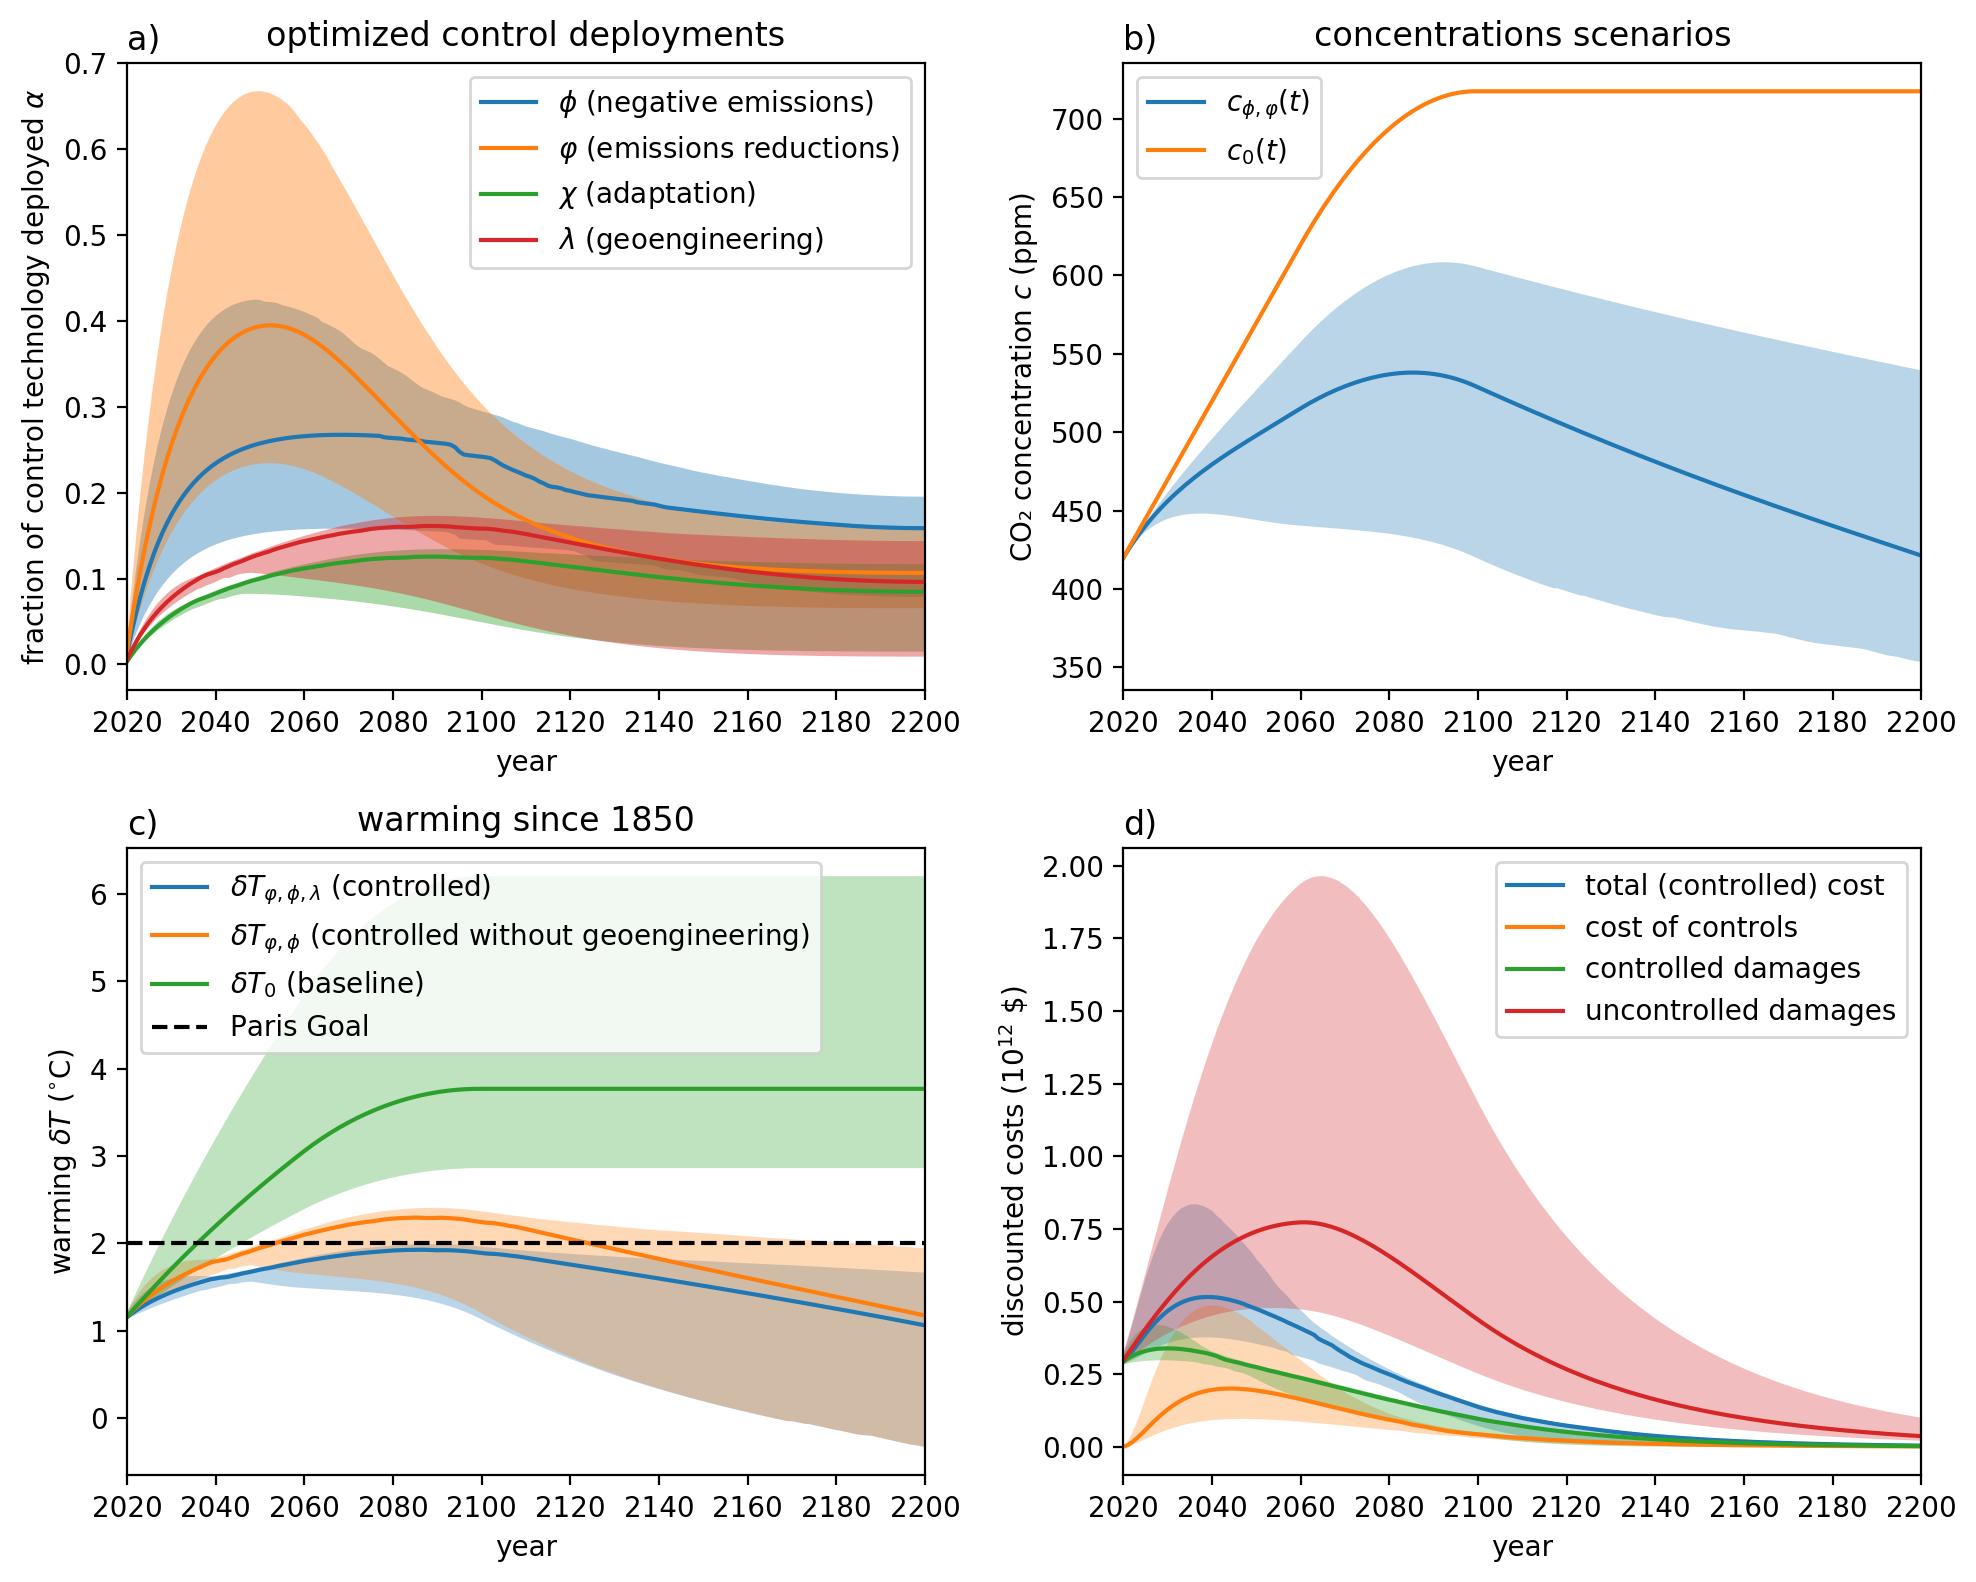 a)
optimized control deployments
fraction of control technology deployed α
0.7
0.6
0.5
0.4
0.3
0.2
0.1
0.0
ϕ (negative emissions)
φ (emissions reductions)
χ (adaptation)
λ (geoengineering)
2020 2040 2060 2080 2100 2120 2140 2160 2180 2200
year
b)
concentrations scenarios
CO₂ concentration c (ppm)
700
650
600
550
500
450
400
350
c_{ϕ,φ}(t)
c₀(t)
2020 2040 2060 2080 2100 2120 2140 2160 2180 2200
year
c)
warming since 1850
warming δT (°C)
6
5
4
3
2
1
0
δT_{φ,ϕ,λ} (controlled)
δT_{φ,ϕ} (controlled without geoengineering)
δT₀ (baseline)
Paris Goal
2020 2040 2060 2080 2100 2120 2140 2160 2180 2200
year
d)
discounted costs (10¹² $)
2.00
1.75
1.50
1.25
1.00
0.75
0.50
0.25
0.00
total (controlled) cost
cost of controls
controlled damages
uncontrolled damages
2020 2040 2060 2080 2100 2120 2140 2160 2180 2200
year